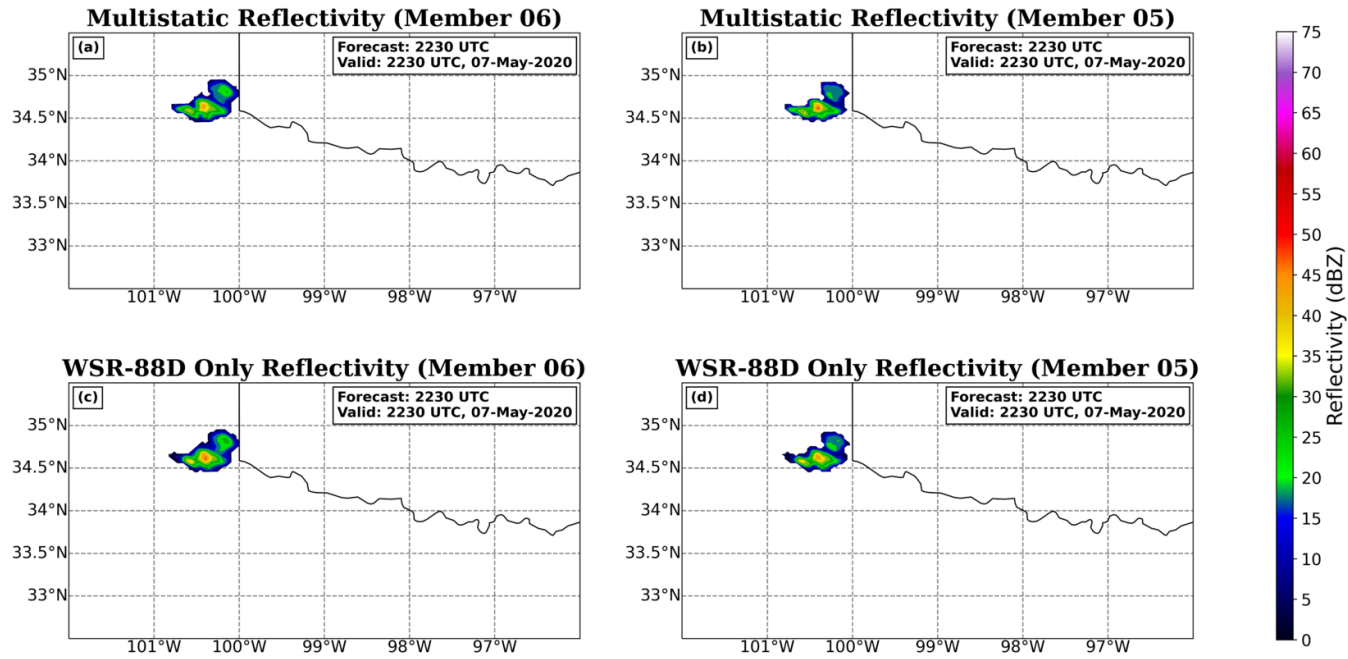 Multistatic Reflectivity (Member 06)
(a)
Forecast: 2230 UTC
Valid: 2230 UTC, 07-May-2020
35°N
34.5°N
34°N
33.5°N
33°N
101°W 100°W 99°W 98°W 97°W
Multistatic Reflectivity (Member 05)
(b)
Forecast: 2230 UTC
Valid: 2230 UTC, 07-May-2020
35°N
34.5°N
34°N
33.5°N
33°N
101°W 100°W 99°W 98°W 97°W
WSR-88D Only Reflectivity (Member 06)
(c)
Forecast: 2230 UTC
Valid: 2230 UTC, 07-May-2020
35°N
34.5°N
34°N
33.5°N
33°N
101°W 100°W 99°W 98°W 97°W
WSR-88D Only Reflectivity (Member 05)
(d)
Forecast: 2230 UTC
Valid: 2230 UTC, 07-May-2020
35°N
34.5°N
34°N
33.5°N
33°N
101°W 100°W 99°W 98°W 97°W
75
70
65
60
55
50
45
40
35
30
25
20
15
10
5
0
Reflectivity (dBZ)